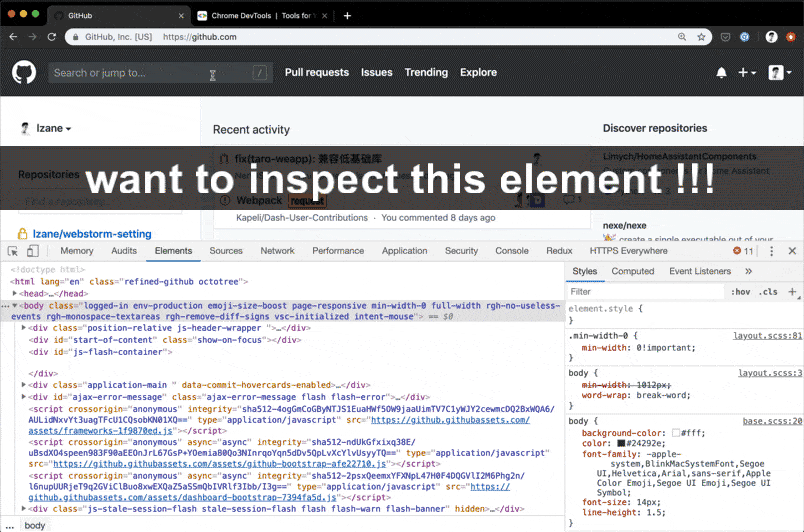 GitHub
Chrome DevTools | Tools for
GitHub, Inc. [US] https://github.com
Search or jump to... /
Pull requests Issues Trending Explore
lzane
Recent activity
Discover repositories
fix(taro-weapp): 兼容低基础库
Limych/HomeAssistantComponents
Repositories
want to inspect this element !!!
Webpack request
1
Kapeli/Dash-User-Contributions • You commented 8 days ago
nexe/nexe
lzane/webstorm-setting
create a single executable out of your
Memory Audits Elements Sources Network Performance Application Security Console Redux HTTPS Everywhere 11
<!doctype html>
<html lang="en" class="refined-github octotree">
<head>…</head>
<body class="logged-in env-production emoji-size-boost page-responsive min-width-0 full-width rgh-no-useless-
events rgh-monospace-textareas rgh-remove-diff-signs vsc-initialized intent-mouse"> == $0
<div class="position-relative js-header-wrapper ">…</div>
<div id="start-of-content" class="show-on-focus"></div>
<div id="js-flash-container">
</div>
<div class="application-main " data-commit-hovercards-enabled>…</div>
<div id="ajax-error-message" class="ajax-error-message flash flash-error">…</div>
<script crossorigin="anonymous" integrity="sha512-4ogGmCoGByNTJS1EuaHWf5OW9jaaUimTV7C1yWJY2cewmcDQ2BxWQA6/
AULidNxvYt3uagTFcU1CQsobKN01XQ==" type="application/javascript" src="https://github.githubassets.com/
assets/frameworks-1f9870ed.js"></script>
<script crossorigin="anonymous" async="async" integrity="sha512-ndUkGfxixq38E/
uBsdXO4speen983F90aEEOnJrL67GsP+YOemiaB0Qo3NInrqoYqn5dDv5QpLvXcYlvUsyyTQ==" type="application/javascript"
src="https://github.githubassets.com/assets/github-bootstrap-afe22710.js"></script>
<script crossorigin="anonymous" async="async" integrity="sha512-2psxQeemxYFXNpL47H0F4DQGVlI2M6Phg2n/
l6nupUURjeT9q2GViClBuo8xwEXQaZ5aSSmQbIVRlf3Ibb/I3g==" type="application/javascript" src="https://
github.githubassets.com/assets/dashboard-bootstrap-7394fa5d.js"></script>
<div class="js-stale-session-flash stale-session-flash flash flash-warn flash-banner" hidden>…</div>
... body
Styles Computed Event Listeners »
Filter :hov .cls +
element.style {
}
.min-width-0 { layout.scss:81
min-width: 0!important;
}
body { layout.scss:3
min-width: 1012px;
word-wrap: break-word;
}
body { base.scss:20
background-color: #fff;
color: #24292e;
font-family: -apple-
system,BlinkMacSystemFont,Segoe
UI,Helvetica,Arial,sans-serif,Apple
Color Emoji,Segoe UI Emoji,Segoe UI
Symbol;
font-size: 14px;
line-height: 1.5;
}